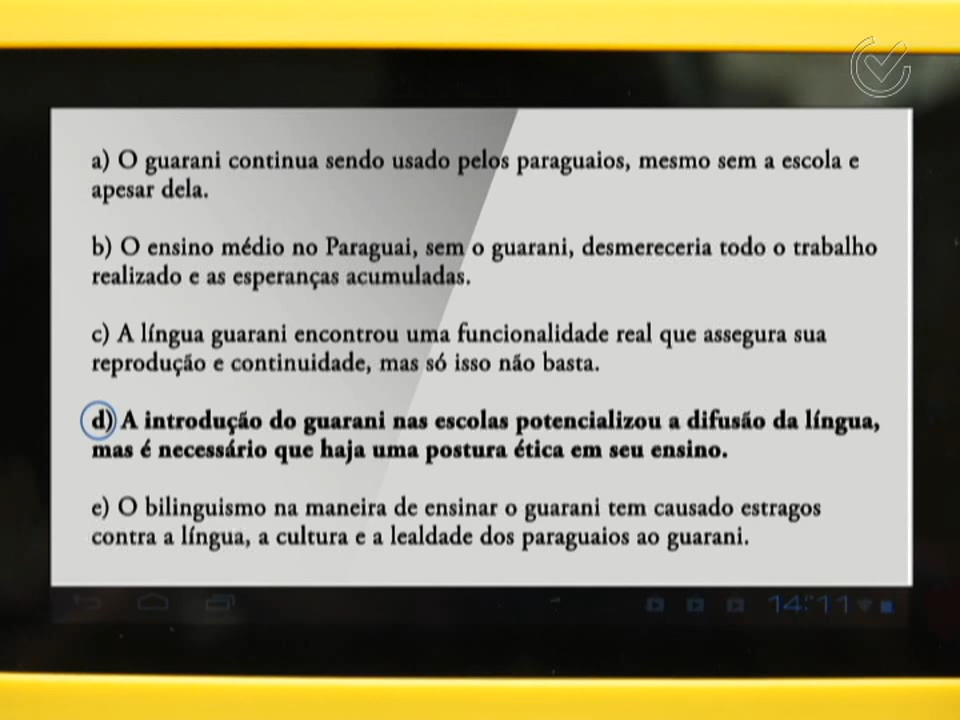 a) O guarani continua sendo usado pelos paraguaios, mesmo sem a escola e
apesar dela.
b) O ensino médio no Paraguai, sem o guarani, desmereceria todo o trabalho
realizado e as esperanças acumuladas.
c) A língua guarani encontrou uma funcionalidade real que assegura sua
reprodução e continuidade, mas só isso não basta.
d) A introdução do guarani nas escolas potencializou a difusão da língua,
mas é necessário que haja uma postura ética em seu ensino.
e) O bilinguismo na maneira de ensinar o guarani tem causado estragos
contra a língua, a cultura e a lealdade dos paraguaios ao guarani.
14:11